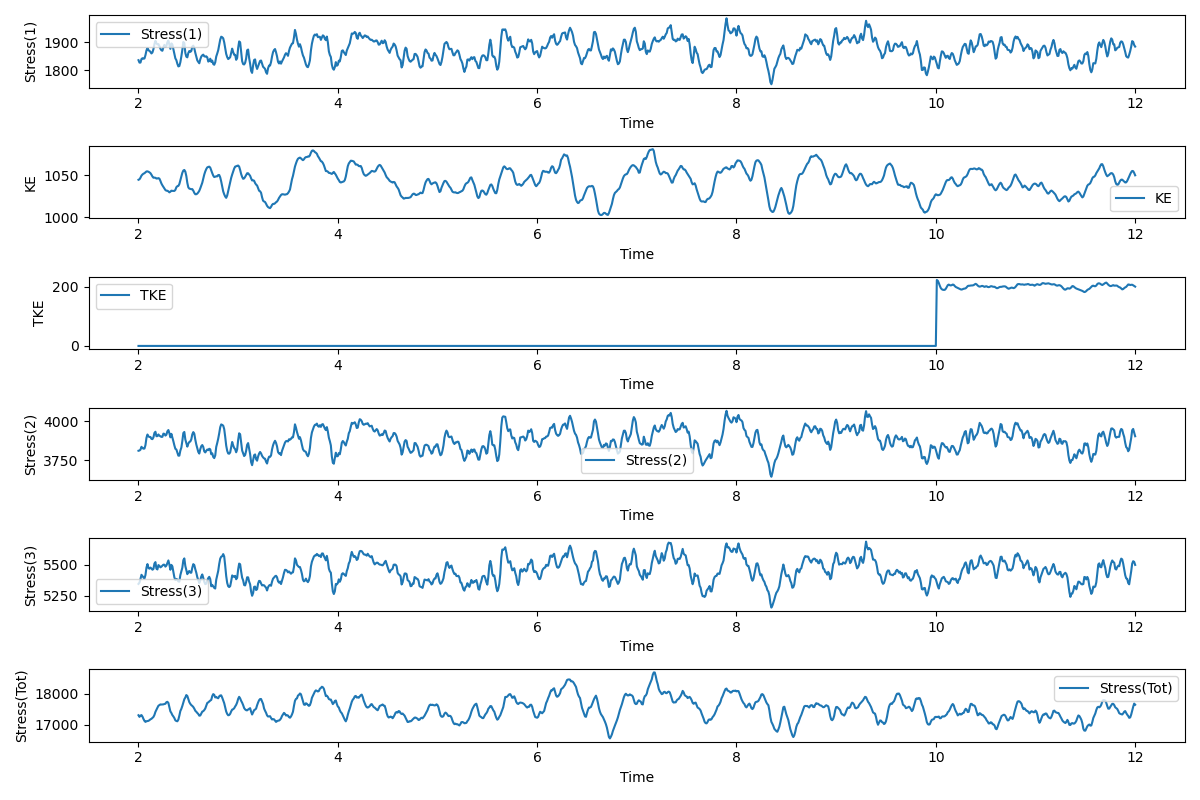 Stress(1)
1900
1800
Stress(1)
2 4 6 8 10 12
Time
KE
1050
1000
KE
2 4 6 8 10 12
Time
TKE
200
0
TKE
2 4 6 8 10 12
Time
Stress(2)
4000
3750
Stress(2)
2 4 6 8 10 12
Time
Stress(3)
5500
5250
Stress(3)
2 4 6 8 10 12
Time
Stress(Tot)
18000
17000
Stress(Tot)
2 4 6 8 10 12
Time